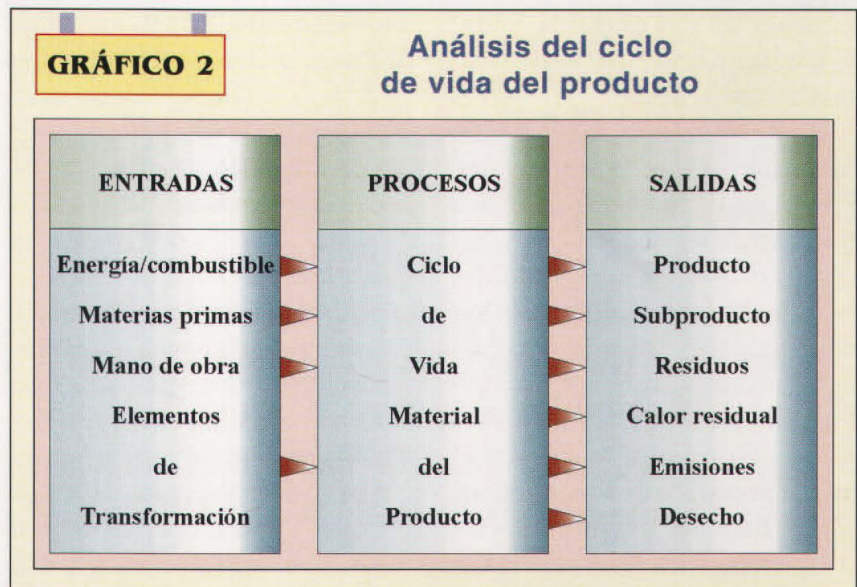 GRÁFICO 2
Análisis del ciclo
de vida del producto
ENTRADAS
Energía/combustible
Materias primas
Mano de obra
Elementos
de
Transformación
PROCESOS
Ciclo
de
Vida
Material
del
Producto
SALIDAS
Producto
Subproducto
Residuos
Calor residual
Emisiones
Desecho